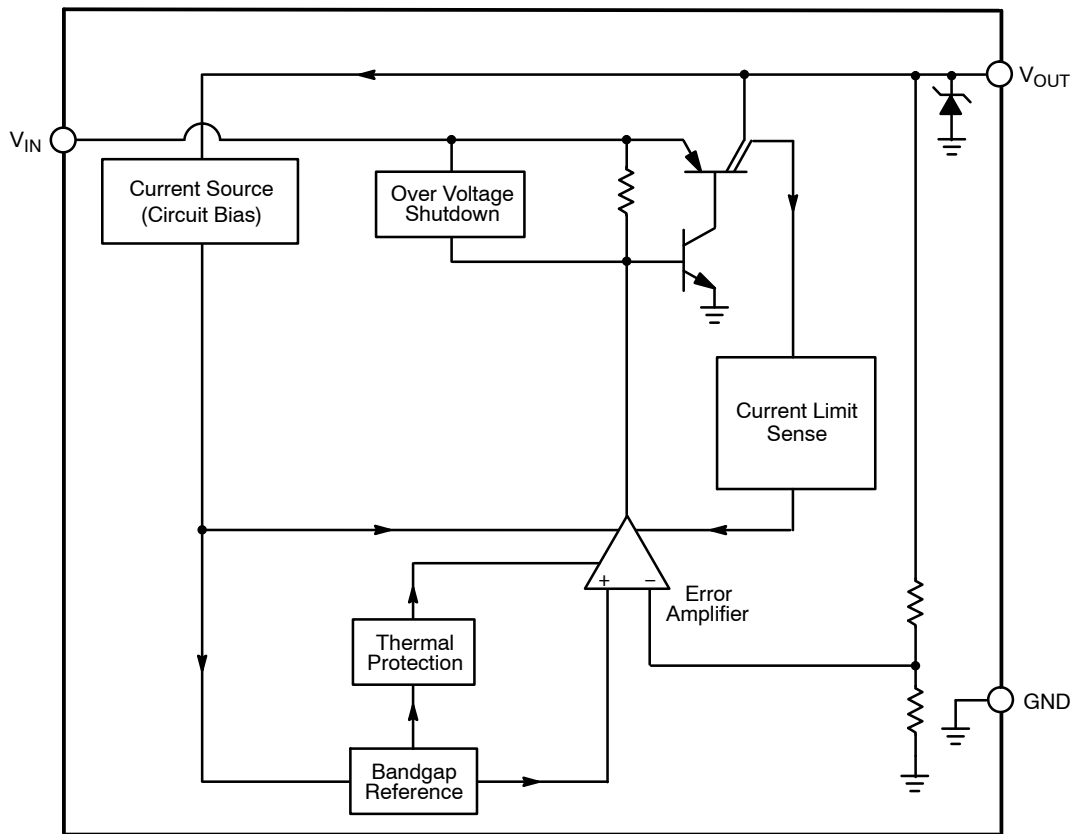 V_OUT
V_IN
Current Source
(Circuit Bias)
Over Voltage
Shutdown
Current Limit
Sense
+ −
Error
Amplifier
Thermal
Protection
GND
Bandgap
Reference